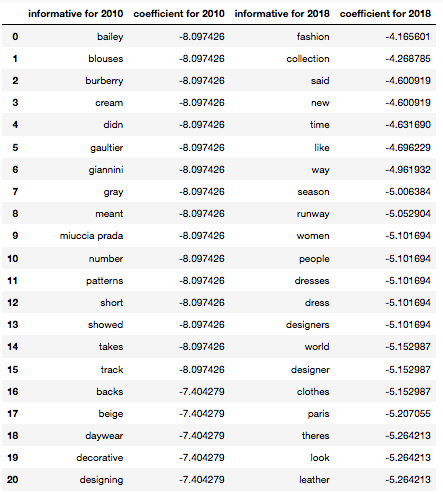 informative for 2010 coefficient for 2010 informative for 2018 coefficient for 2018
0 bailey -8.097426 fashion -4.165601
1 blouses -8.097426 collection -4.268785
2 burberry -8.097426 said -4.600919
3 cream -8.097426 new -4.600919
4 didn -8.097426 time -4.631690
5 gaultier -8.097426 like -4.696229
6 giannini -8.097426 way -4.961932
7 gray -8.097426 season -5.006384
8 meant -8.097426 runway -5.052904
9 miuccia prada -8.097426 women -5.101694
10 number -8.097426 people -5.101694
11 patterns -8.097426 dresses -5.101694
12 short -8.097426 dress -5.101694
13 showed -8.097426 designers -5.101694
14 takes -8.097426 world -5.152987
15 track -8.097426 designer -5.152987
16 backs -7.404279 clothes -5.152987
17 beige -7.404279 paris -5.207055
18 daywear -7.404279 theres -5.264213
19 decorative -7.404279 look -5.264213
20 designing -7.404279 leather -5.264213